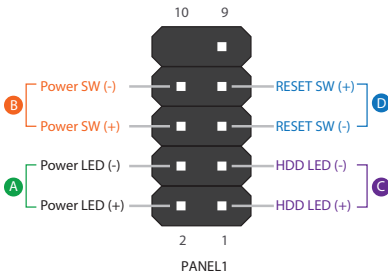 10 9
Power SW (-) RESET SW (+)
B D
Power SW (+) RESET SW (-)
Power LED (-) HDD LED (-)
A C
Power LED (+) HDD LED (+)
2 1
PANEL1